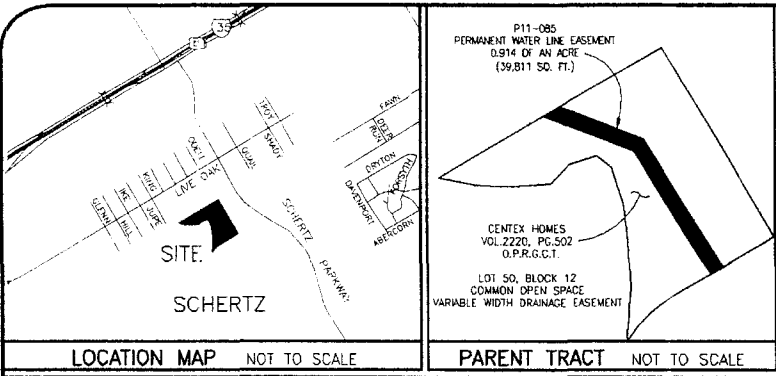 35
LIVE OAK
GLENN
HILL
IKE
KING
JUPE
QUAIL
TROY
SHADY
FAWN
DEER
RUN
DRYTON
DAVENPORT
FORSYTH
ABERCORN
SCHERTZ
PARKWAY
SITE
SCHERTZ
LOCATION MAP NOT TO SCALE
P11-085
PERMANENT WATER LINE EASEMENT
0.914 OF AN ACRE
(39,811 SQ. FT.)
CENTEX HOMES
VOL.2220, PG.502
O.P.R.G.C.T.
LOT 50, BLOCK 12
COMMON OPEN SPACE
VARIABLE WIDTH DRAINAGE EASEMENT
PARENT TRACT NOT TO SCALE